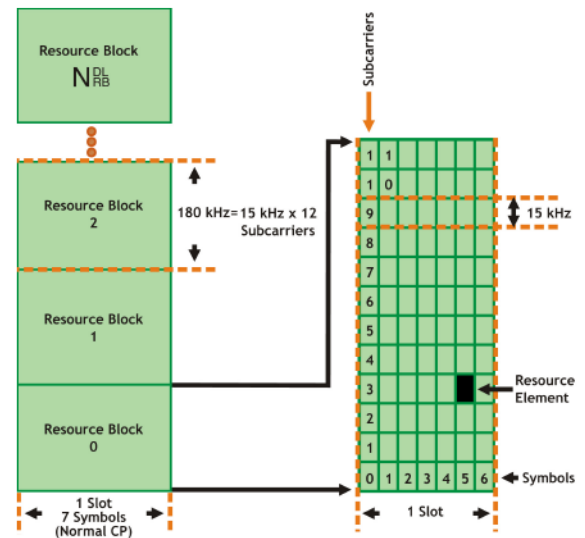 Resource Block
N DL RB
Resource Block
2
180 kHz= 15 kHz x 12
Subcarriers
Resource Block
1
Resource Block
0
1 Slot
7 Symbols
(Normal CP)
Subcarriers
1 1
1 0
9
15 kHz
8
7
6
5
4
3
Resource
Element
2
1
0 1 2 3 4 5 6
Symbols
1 Slot